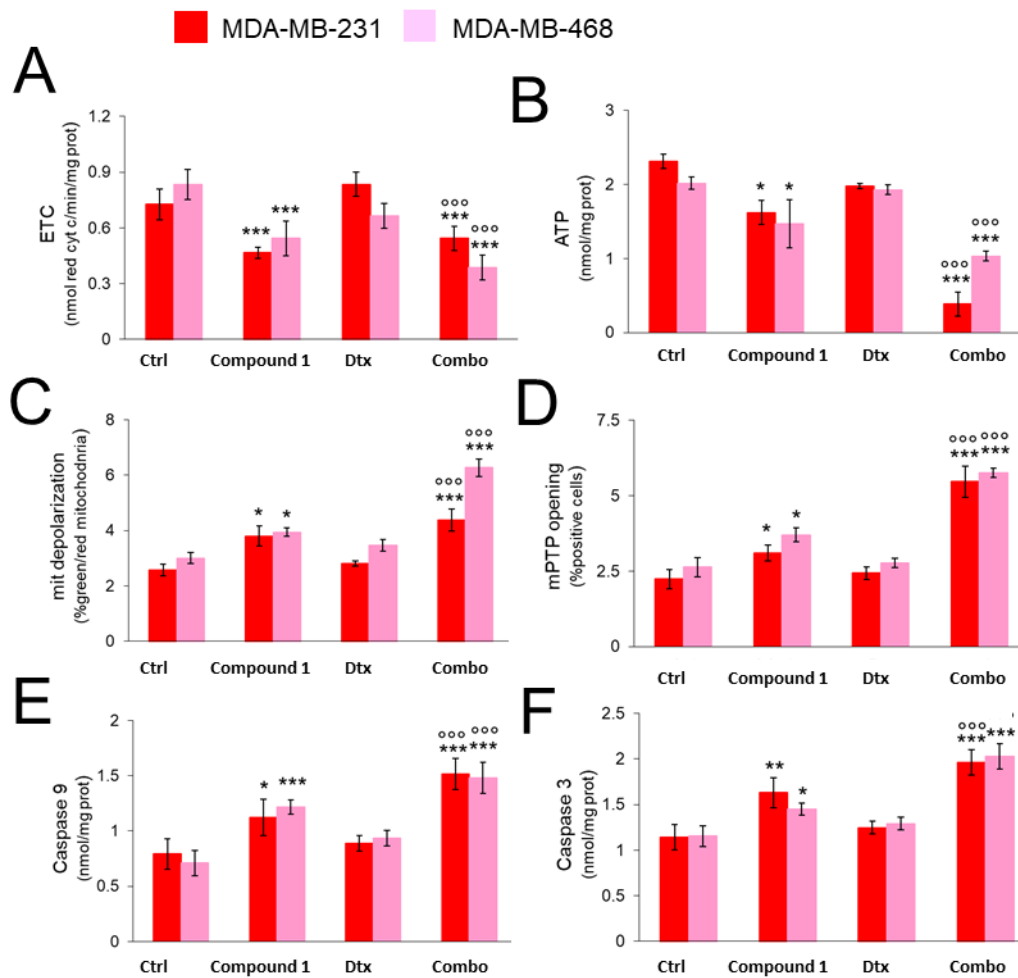 MDA-MB-231 MDA-MB-468
A
ETC
(nmol red cyt c/min/mg prot)
1.2
0.9
0.6
0.3
0
*** ***
°°° ***
°°° ***
Ctrl Compound 1 Dtx Combo
B
ATP
(nmol/mg prot)
3
2
1
0
* *
°°° ***
°°° ***
Ctrl Compound 1 Dtx Combo
C
mit depolarization
(%green/red mitochodnria)
8
6
4
2
0
* *
°°° ***
°°° ***
Ctrl Compound 1 Dtx Combo
D
mPTP opening
(%positive cells)
7.5
5
2.5
0
* *
°°° °°°
*** ***
Ctrl Compound 1 Dtx Combo
E
Caspase 9
(nmol/mg prot)
2
1.5
1
0.5
0
* ***
°°° °°°
*** ***
Ctrl Compound 1 Dtx Combo
F
Caspase 3
(nmol/mg prot)
2.5
2
1.5
1
0.5
0
** *
°°°
*** ***
Ctrl Compound 1 Dtx Combo